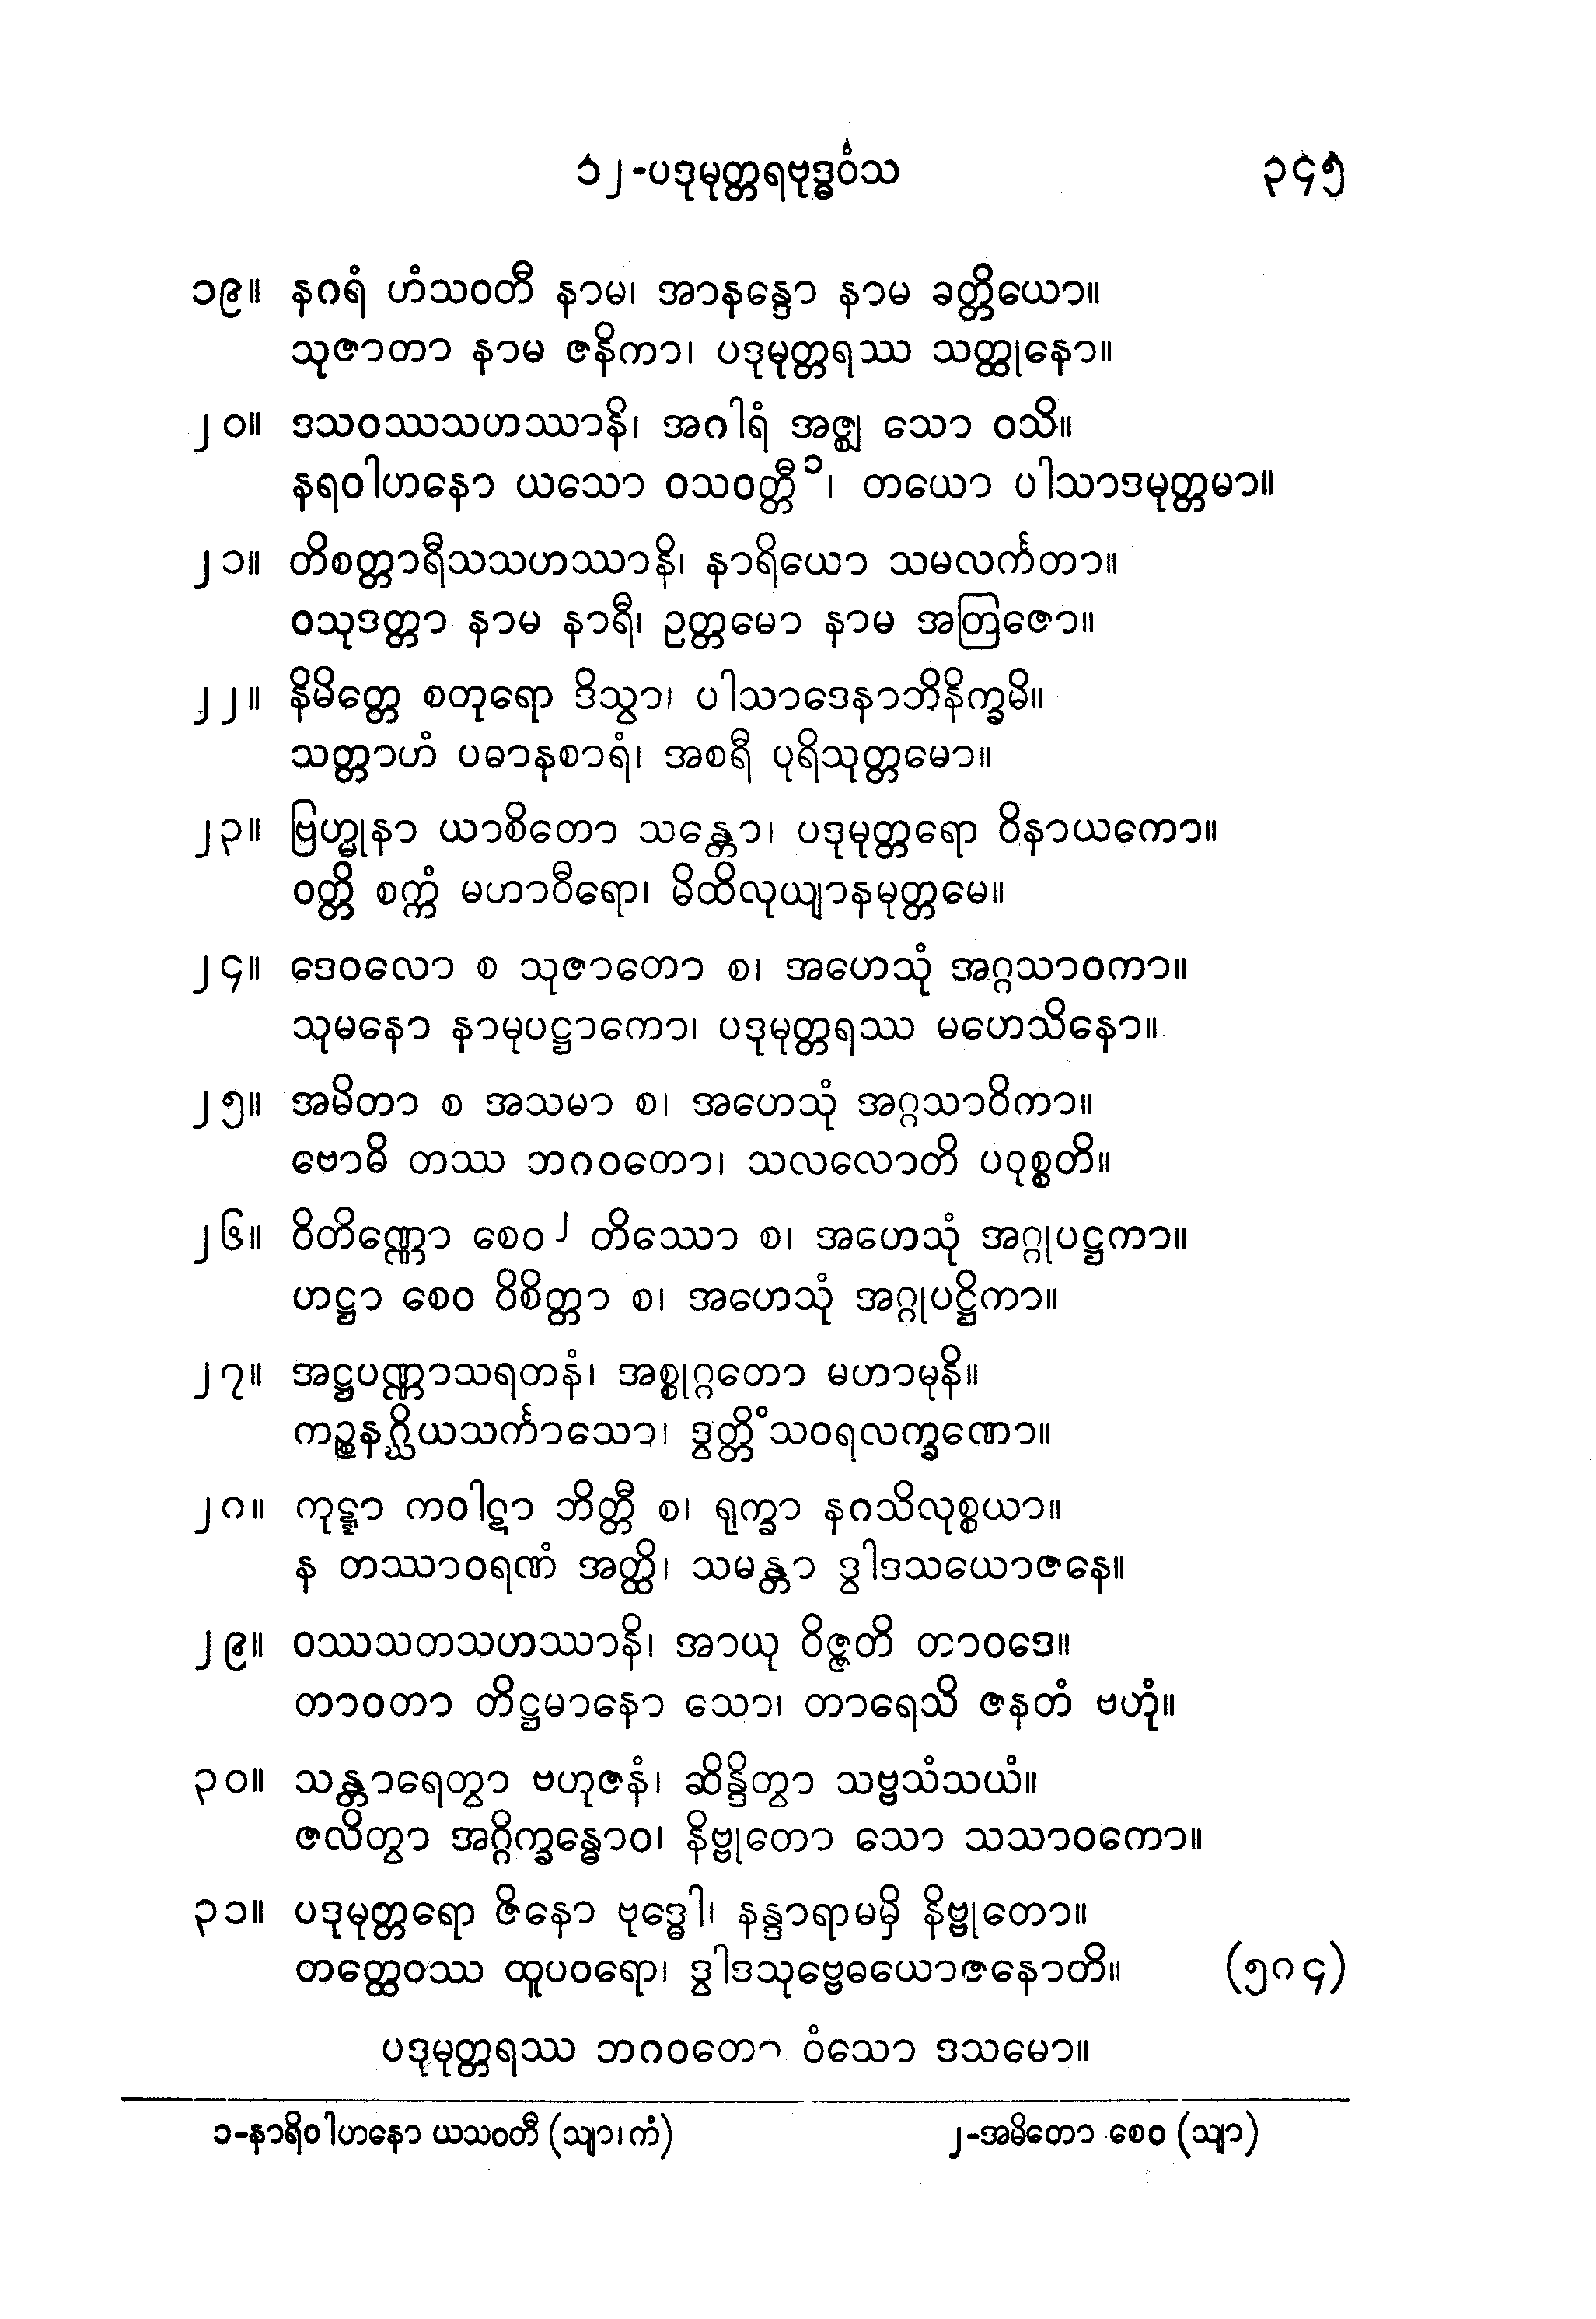 ၁၂-ပဒုမုတ္တရဗုဒ္ဓဝံသ ၃၄၅
၁၉။ နဂရံ ဟံသဝတီ နာမ၊ အာနန္ဒော နာမ ခတ္တိယော။
သုဇာတာ နာမ ဇနိကာ၊ ပဒုမုတ္တရဿ သတ္ထုနော။
၂၀။ ဒသဝဿသဟဿာနိ၊ အဂါရံ အဇ္ဈ သော ဝသိ။
နရဝါဟနော ယသော ဝသဝတ္တီ၁၊ တယော ပါသာဒမုတ္တမာ။
၂၁။ တိစတ္တာရီသသဟဿာနိ၊ နာရိယော သမလင်္ကတာ။
ဝသုဒတ္တာ နာမ နာရီ၊ ဥတ္တမော နာမ အတြဇော။
၂၂။ နိမိတ္တေ စတုရော ဒိသွာ၊ ပါသာဒေနာဘိနိက္ခမိ။
သတ္တာဟံ ပဓာနစာရံ၊ အစရီ ပုရိသုတ္တမော။
၂၃။ ဗြဟ္မုနာ ယာစိတော သန္တော၊ ပဒုမုတ္တရော ဝိနာယကော။
ဝတ္တိ စက္ကံ မဟာဝီရော၊ မိထိလုယျာနမုတ္တမေ။
၂၄။ ဒေဝလော စ သုဇာတော စ၊ အဟေသုံ အဂ္ဂသာဝကာ။
သုမနော နာမုပဋ္ဌာကော၊ ပဒုမုတ္တရဿ မဟေသိနော။
၂၅။ အမိတာ စ အသမာ စ၊ အဟေသုံ အဂ္ဂသာဝိကာ။
ဗောဓိ တဿ ဘဂဝတော၊ သလလောတိ ပဝုစ္စတိ။
၂၆။ ဝိတိဏ္ဏော စေဝ၂ တိဿော စ၊ အဟေသုံ အဂ္ဂုပဋ္ဌကာ။
ဟဋ္ဌာ စေဝ ဝိစိတ္တာ စ၊ အဟေသုံ အဂ္ဂုပဋ္ဌိကာ။
၂၇။ အဋ္ဌပဏ္ဏာသရတနံ၊ အစ္စုဂ္ဂတော မဟာမုနိ။
ကဉ္စနဂ္ဃိယသင်္ကာသော၊ ဒွတ္တိံသဝရလက္ခဏော။
၂၈။ ကုဋ္ဋာ ကဝါဋာ ဘိတ္တီ စ၊ ရုက္ခာ နဂသိလုစ္စယာ။
န တဿာဝရဏံ အတ္ထိ၊ သမန္တာ ဒွါဒသယောဇနေ။
၂၉။ ဝဿသတသဟဿာနိ၊ အာယု ဝိဇ္ဇတိ တာဝဒေ။
တာဝတာ တိဋ္ဌမာနော သော၊ တာရေသိ ဇနတံ ဗဟုံ။
၃၀။ သန္တာရေတွာ ဗဟုဇနံ၊ ဆိန္ဒိတွာ သဗ္ဗသံသယံ။
ဇလိတွာ အဂ္ဂိက္ခန္ဓောဝ၊ နိဗ္ဗုတော သော သသာဝကော။
၃၁။ ပဒုမုတ္တရော ဇိနော ဗုဒ္ဓေါ၊ နန္ဒာရာမမှိ နိဗ္ဗုတော။
တတ္ထေဝဿ ထူပဝရော၊ ဒွါဒသုဗ္ဗေဓယောဇနောတိ။ (၅၈၄)
ပဒုမုတ္တရဿ ဘဂဝတော ဝံသော ဒသမော။
၁-နာရိဝါဟနော ယသဝတီ (သျာ၊ကံ) ၂-အမိတော စေဝ (သျာ)